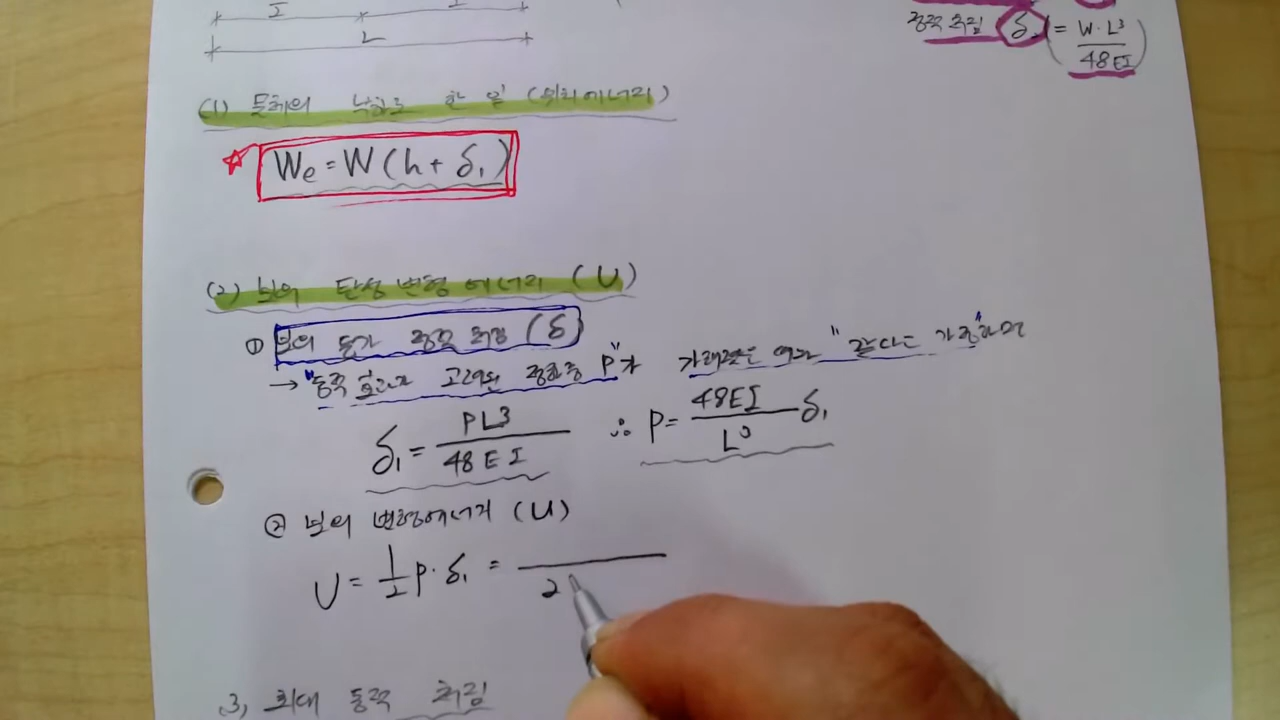 L
정적 처짐 δ = ( W·L³ / 48EI )
(1) 물체의 낙하로 한 일 (위치에너지)
☆ We = W ( h + δ₁ )
(2) 보의 탄성 변형 에너지 ( U )
① 보의 등가 정적 처짐 (δ)
→ "동적 효과가 고려된 정하중 P"가 가해졌을 때와 "같다는 가정"하면
δ₁ = PL³ / 48EI ∴ P = 48EI / L³ δ₁
② 보의 변형에너지 (U)
U = 1/2 P·δ₁ = / 2
3, 최대 동적 처짐